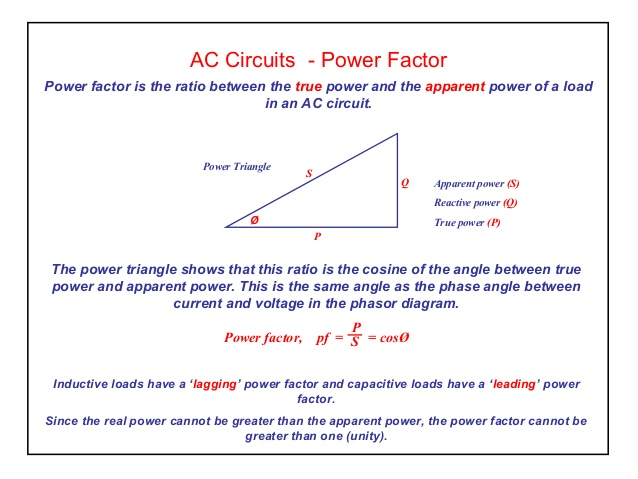 AC Circuits - Power Factor
Power factor is the ratio between the true power and the apparent power of a load
in an AC circuit.
Power Triangle
S
Q
Ø
P
Apparent power (S)
Reactive power (Q)
True power (P)
The power triangle shows that this ratio is the cosine of the angle between true
power and apparent power. This is the same angle as the phase angle between
current and voltage in the phasor diagram.
Power factor, pf = P/S = cosØ
Inductive loads have a ‘lagging’ power factor and capacitive loads have a ‘leading’ power
factor.
Since the real power cannot be greater than the apparent power, the power factor cannot be
greater than one (unity).